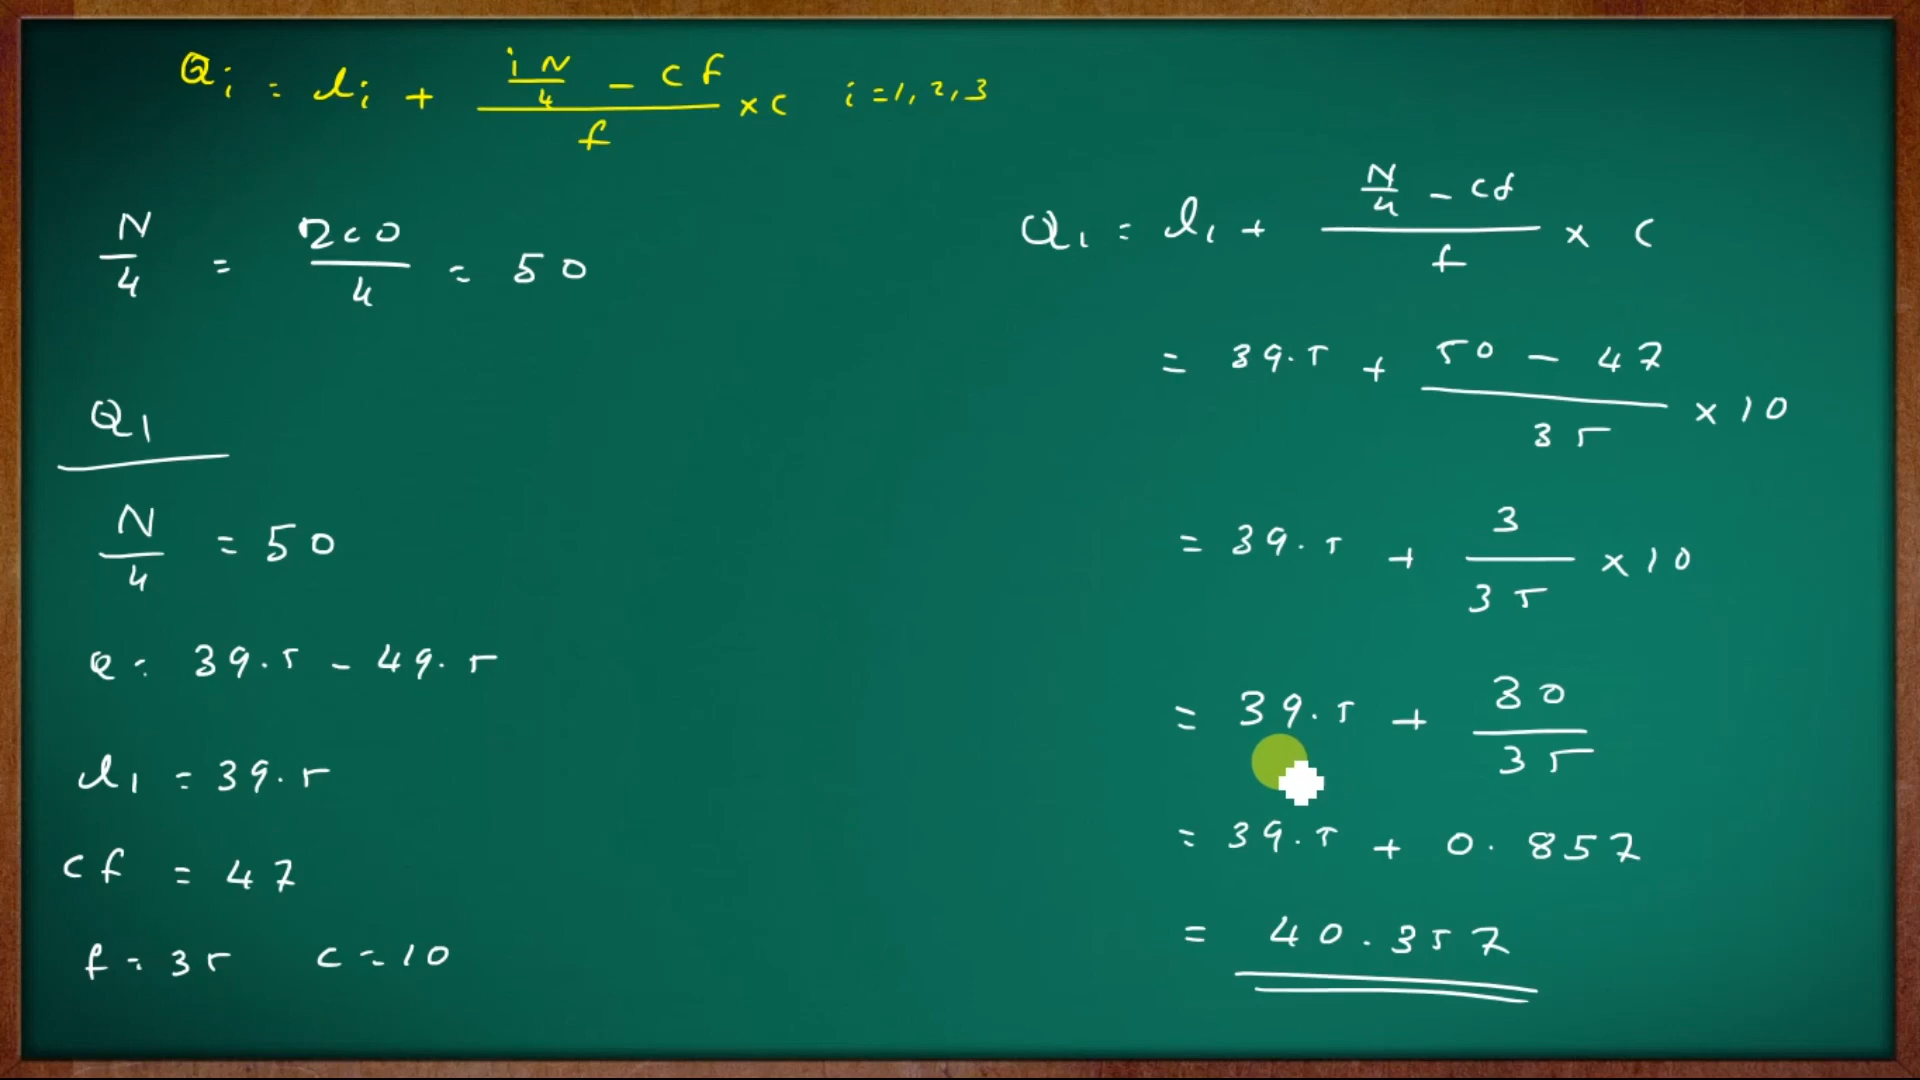 Qi = li + (iN/4 - cf)/f × c   i = 1, 2, 3
N/4 = 200/4 = 50
Q1
N/4 = 50
Q: 39.5 - 49.5
l1 = 39.5
cf = 47
f = 35   c = 10
Q1 = l1 + (N/4 - cf)/f × c
= 39.5 + (50 - 47)/35 × 10
= 39.5 + 3/35 × 10
= 39.5 + 30/35
= 39.5 + 0.857
= 40.357